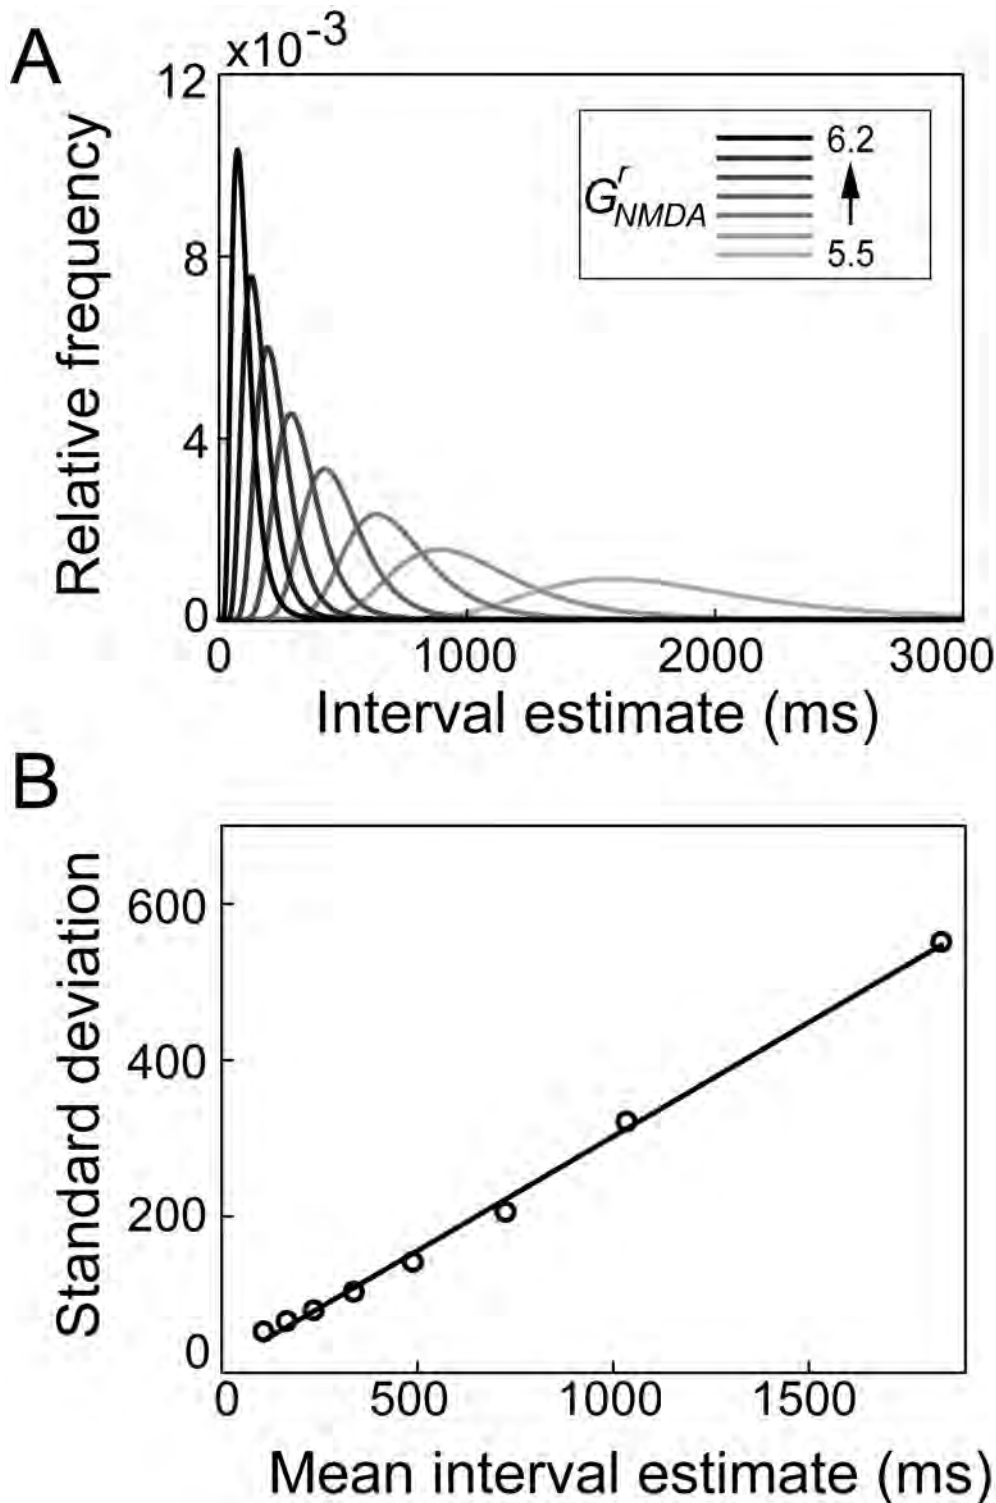 A
x10-3
12
8
4
0
Relative frequency
GrNMDA
6.2
5.5
0 1000 2000 3000
Interval estimate (ms)
B
600
400
200
0
Standard deviation
0 500 1000 1500
Mean interval estimate (ms)